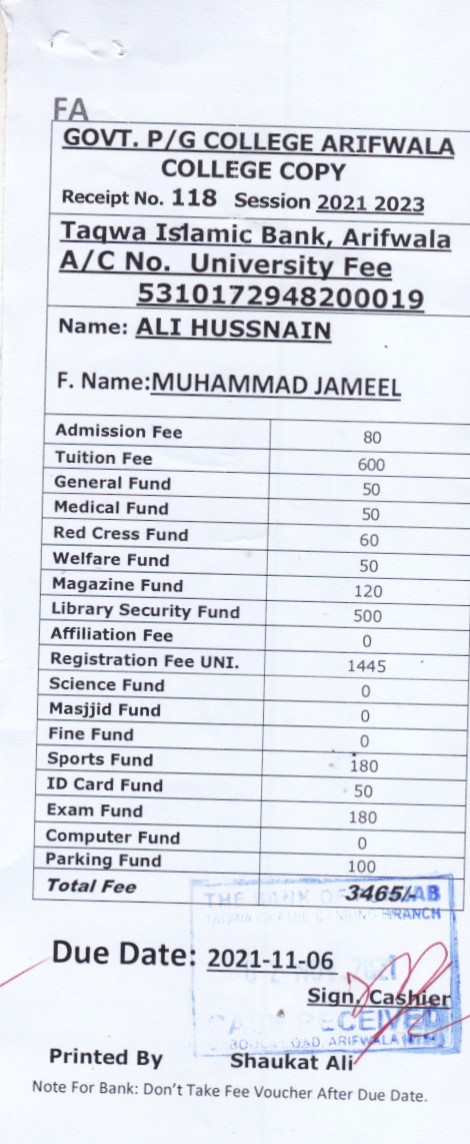 FA
GOVT. P/G COLLEGE ARIFWALA
COLLEGE COPY
Receipt No. 118 Session 2021 2023
Taqwa Islamic Bank, Arifwala
A/C No. University Fee
5310172948200019
Name: ALI HUSSNAIN
F. Name:MUHAMMAD JAMEEL
Admission Fee 80
Tuition Fee 600
General Fund 50
Medical Fund 50
Red Cress Fund 60
Welfare Fund 50
Magazine Fund 120
Library Security Fund 500
Affiliation Fee 0
Registration Fee UNI. 1445
Science Fund 0
Masjjid Fund 0
Fine Fund 0
Sports Fund 180
ID Card Fund 50
Exam Fund 180
Computer Fund 0
Parking Fund 100
Total Fee 3465/-
THE BANK OF
TAQWA ISLAMIC BANKING BRANCH
Due Date: 2021-11-06
2021
Sign. Cashier
CASH RECEIVED
ROAD, ARIFWALA
Printed By Shaukat Ali
Note For Bank: Don't Take Fee Voucher After Due Date.